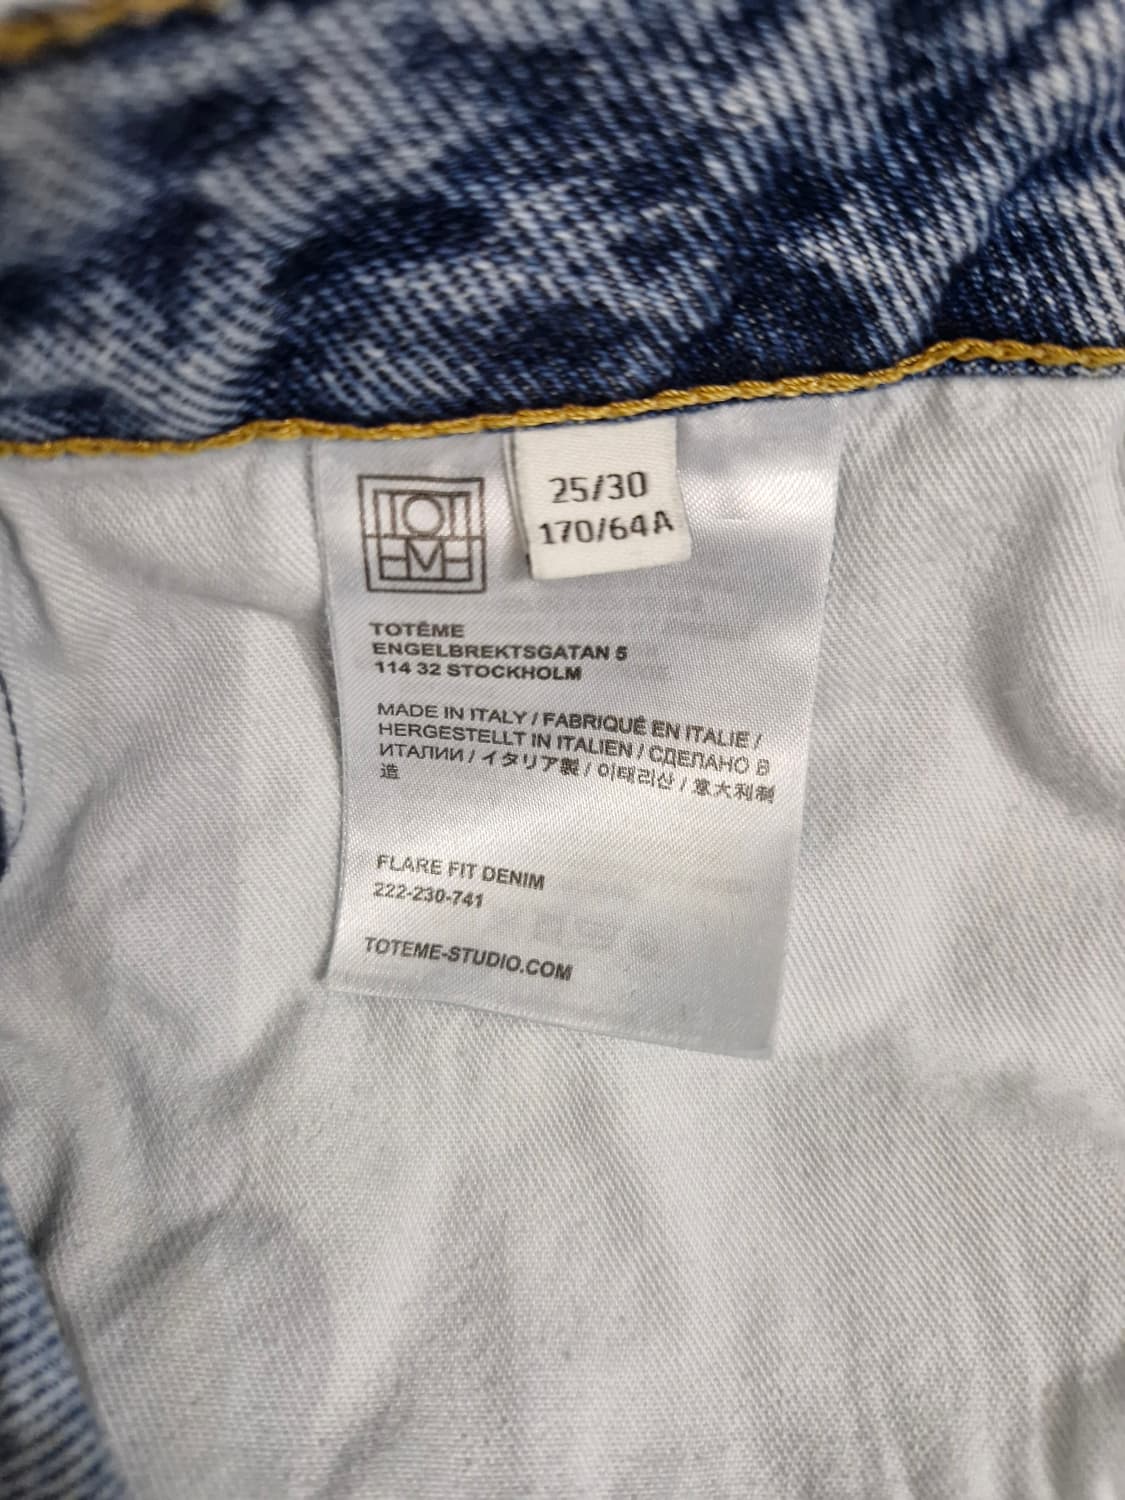 TOTEME
25/30
170/64A
TOTÊME
ENGELBREKTSGATAN 5
114 32 STOCKHOLM
MADE IN ITALY / FABRIQUÉ EN ITALIE /
HERGESTELLT IN ITALIEN / СДЕЛАНО В
ИТАЛИИ / イタリア製 / 이태리산 / 意大利制
造
FLARE FIT DENIM
222-230-741
TOTEME-STUDIO.COM